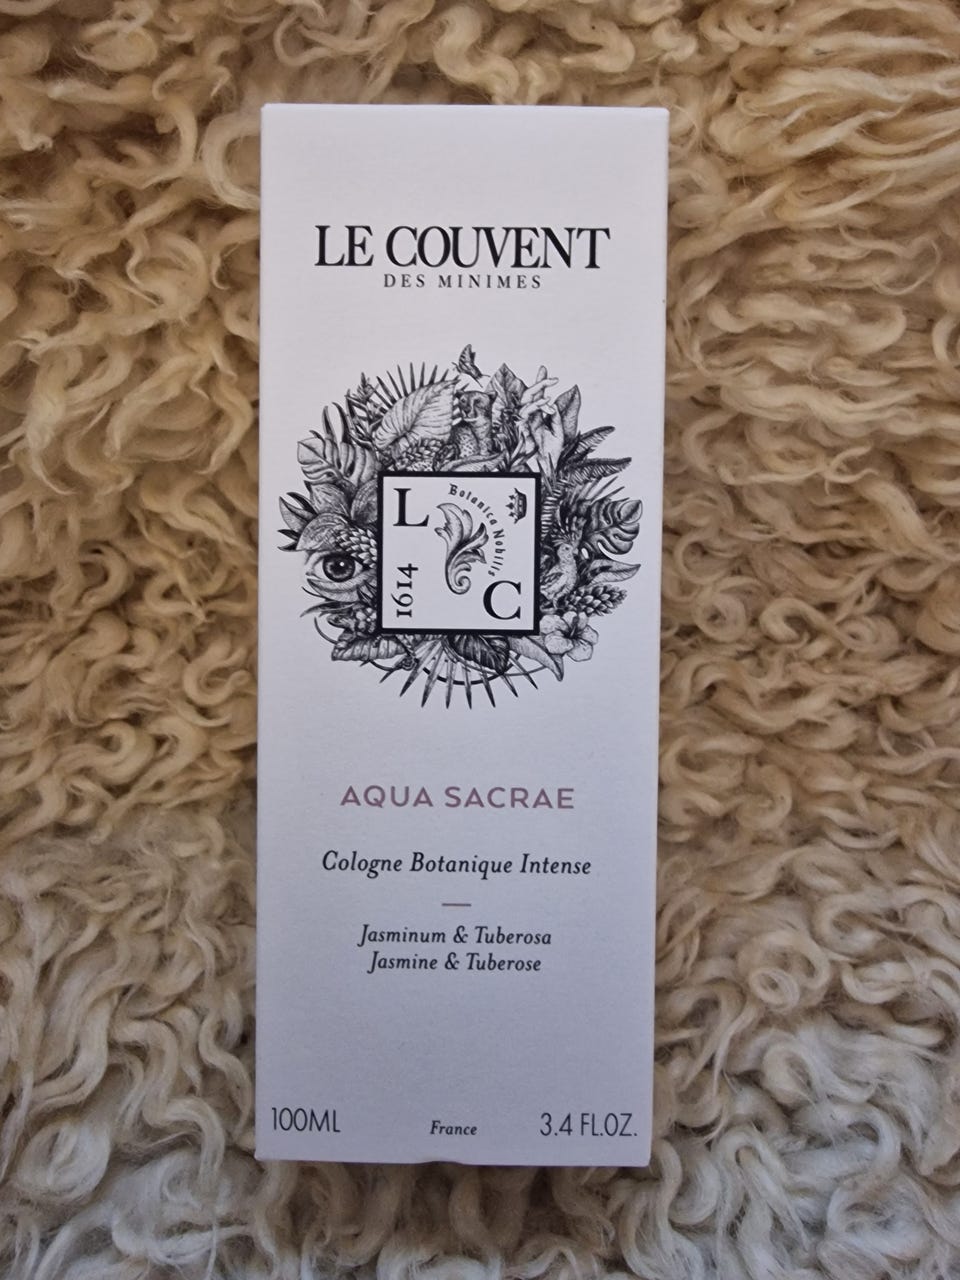 LE COUVENT
DES MINIMES
L
Botanica Nobilis
1614
C
AQUA SACRAE
Cologne Botanique Intense
Jasminum & Tuberosa
Jasmine & Tuberose
100ML
France
3.4 FL.OZ.